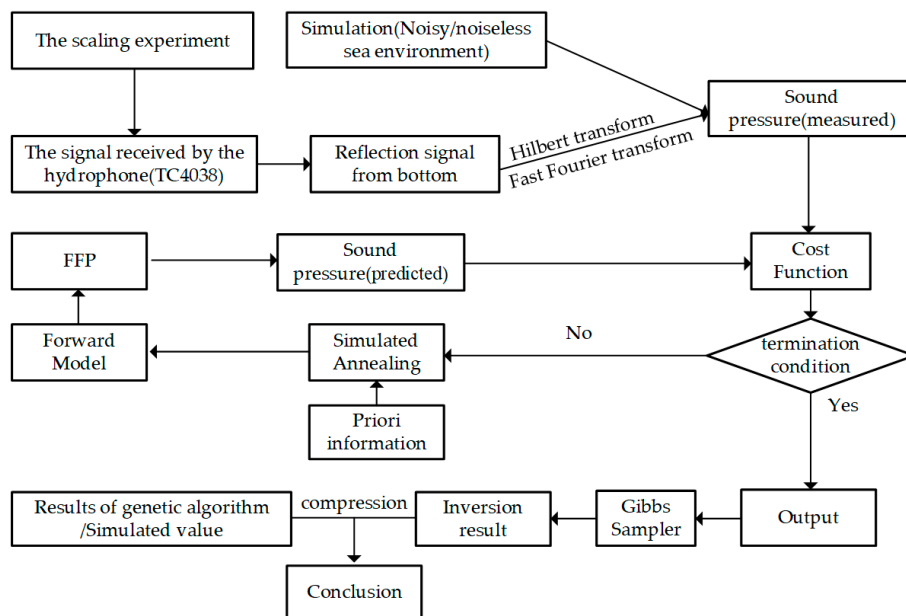 The scaling experiment
Simulation(Noisy/noiseless
sea environment)
Sound
pressure(measured)
The signal received by the
hydrophone(TC4038)
Reflection signal
from bottom
Hilbert transform
Fast Fourier transform
FFP
Sound
pressure(predicted)
Cost
Function
Forward
Model
Simulated
Annealing
No
termination
condition
Priori
information
Yes
Results of genetic algorithm
/Simulated value
compression
Inversion
result
Gibbs
Sampler
Output
Conclusion